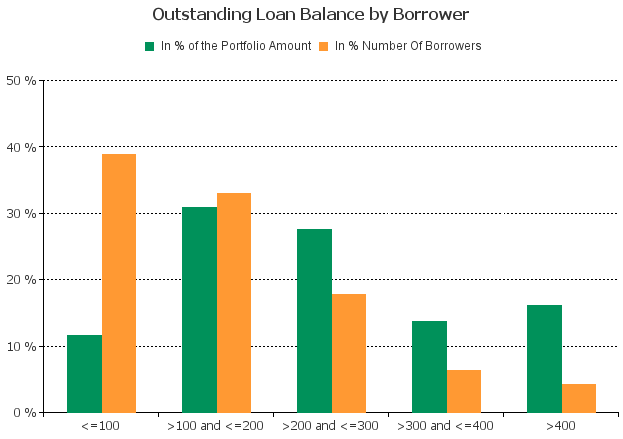 Outstanding Loan Balance by Borrower
In % of the Portfolio Amount In % Number Of Borrowers
50 %
40 %
30 %
20 %
10 %
0 %
<=100 >100 and <=200 >200 and <=300 >300 and <=400 >400